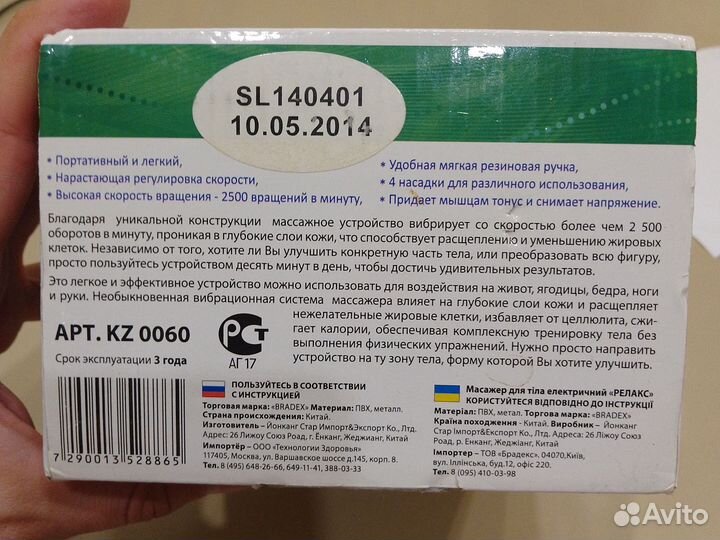 SL140401
10.05.2014
• Портативный и легкий,
• Нарастающая регулировка скорости,
• Высокая скорость вращения - 2500 вращений в минуту,
• Удобная мягкая резиновая ручка,
• 4 насадки для различного использования,
• Придает мышцам тонус и снимает напряжение.
Благодаря уникальной конструкции массажное устройство вибрирует со скоростью более чем 2 500
оборотов в минуту, проникая в глубокие слои кожи, что способствует расщеплению и уменьшению жировых
клеток. Независимо от того, хотите ли Вы улучшить конкретную часть тела, или преобразовать всю фигуру,
просто пользуйтесь устройством десять минут в день, чтобы достичь удивительных результатов.
Это легкое и эффективное устройство можно использовать для воздействия на живот, ягодицы, бедра, ноги
и руки. Необыкновенная вибрационная система массажера влияет на глубокие слои кожи и расщепляет
нежелательные жировые клетки, избавляет от целлюлита, сжи-
гает калории, обеспечивая комплексную тренировку тела без
выполнения физических упражнений. Нужно просто направить
устройство на ту зону тела, форму которой Вы хотите улучшить.
АРТ. KZ 0060
Срок эксплуатации 3 года
РСТ
АГ17
7290013528865
ПОЛЬЗУЙТЕСЬ В СООТВЕТСТВИИ
С ИНСТРУКЦИЕЙ
Торговая марка: «BRADEX» Материал: ПВХ, металл.
Страна происхождения: Китай.
Изготовитель – Йонканг Стар Импорт&Экспорт Ко., Лтд.
Адрес 26 Лижоу Союз Роад, г. Ёнканг, Жеджианг, Китай
Импортёр – ООО «Технологии Здоровья»
117405, Москва, ул. Варшавское шоссе д.145, корп. 8.
Тел. 8 (495) 648-26-66, 649-11-41, 388-03-33
Масажер для тіла електричний «РЕЛАКС»
КОРИСТУЙТЕСЯ ВІДПОВІДНО ДО ІНСТРУКЦІЇ
Матеріал: ПВХ, метал. Торгова марка: «BRADEX»
Країна походження - Китай. Виробник – Йонканг
Стар Імпорт&Експорт Ко., Лтд. Адреса: 26 Лижоу Союз
Роад, р. Енканг, Жеджіанг, Китай
Імпортер – ТОВ «Брадекс». 04070,Київ,
вул. Іллінська, буд.12, офіс 220.
Тел. 8 (095) 410-03-98
Avito